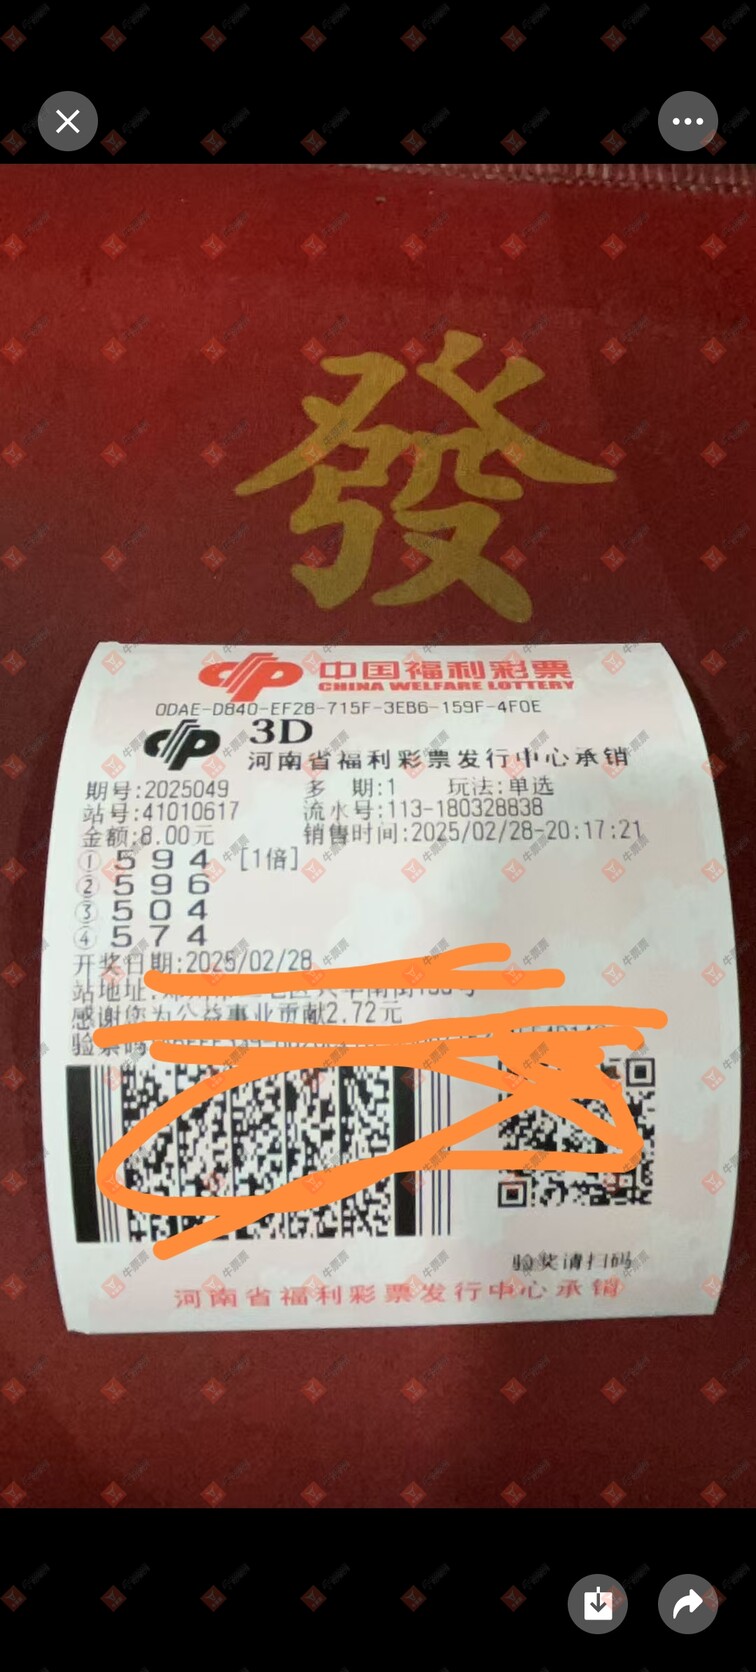 發
中国福利彩票
CHINA WELFARE LOTTERY
0DAE-D840-EF28-715F-3EB6-159F-4F0E
3D
河南省福利彩票发行中心承销
期号:2025049 多 期:1 玩法:单选
站号:41010617 流水号:113-180328838
金额:8.00元 销售时间:2025/02/28-20:17:21
① 5 9 4 [1倍]
② 5 9 6
③ 5 0 4
④ 5 7 4
开奖日期:2025/02/28
站地址:
感谢您为公益事业贡献2.72元
验票码
验奖请扫码
河南省福利彩票发行中心承销
牛票票